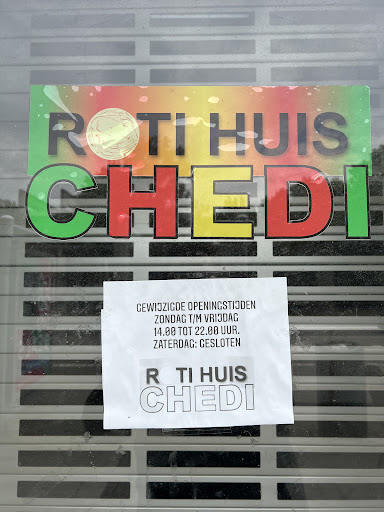 ROTI HUIS
CHEDI
GEWIJZIGDE OPENINGSTIJDEN
ZONDAG T/M VRIJDAG
14.00 TOT 22.00 UUR.
ZATERDAG: GESLOTEN
R TI HUIS
CHEDI